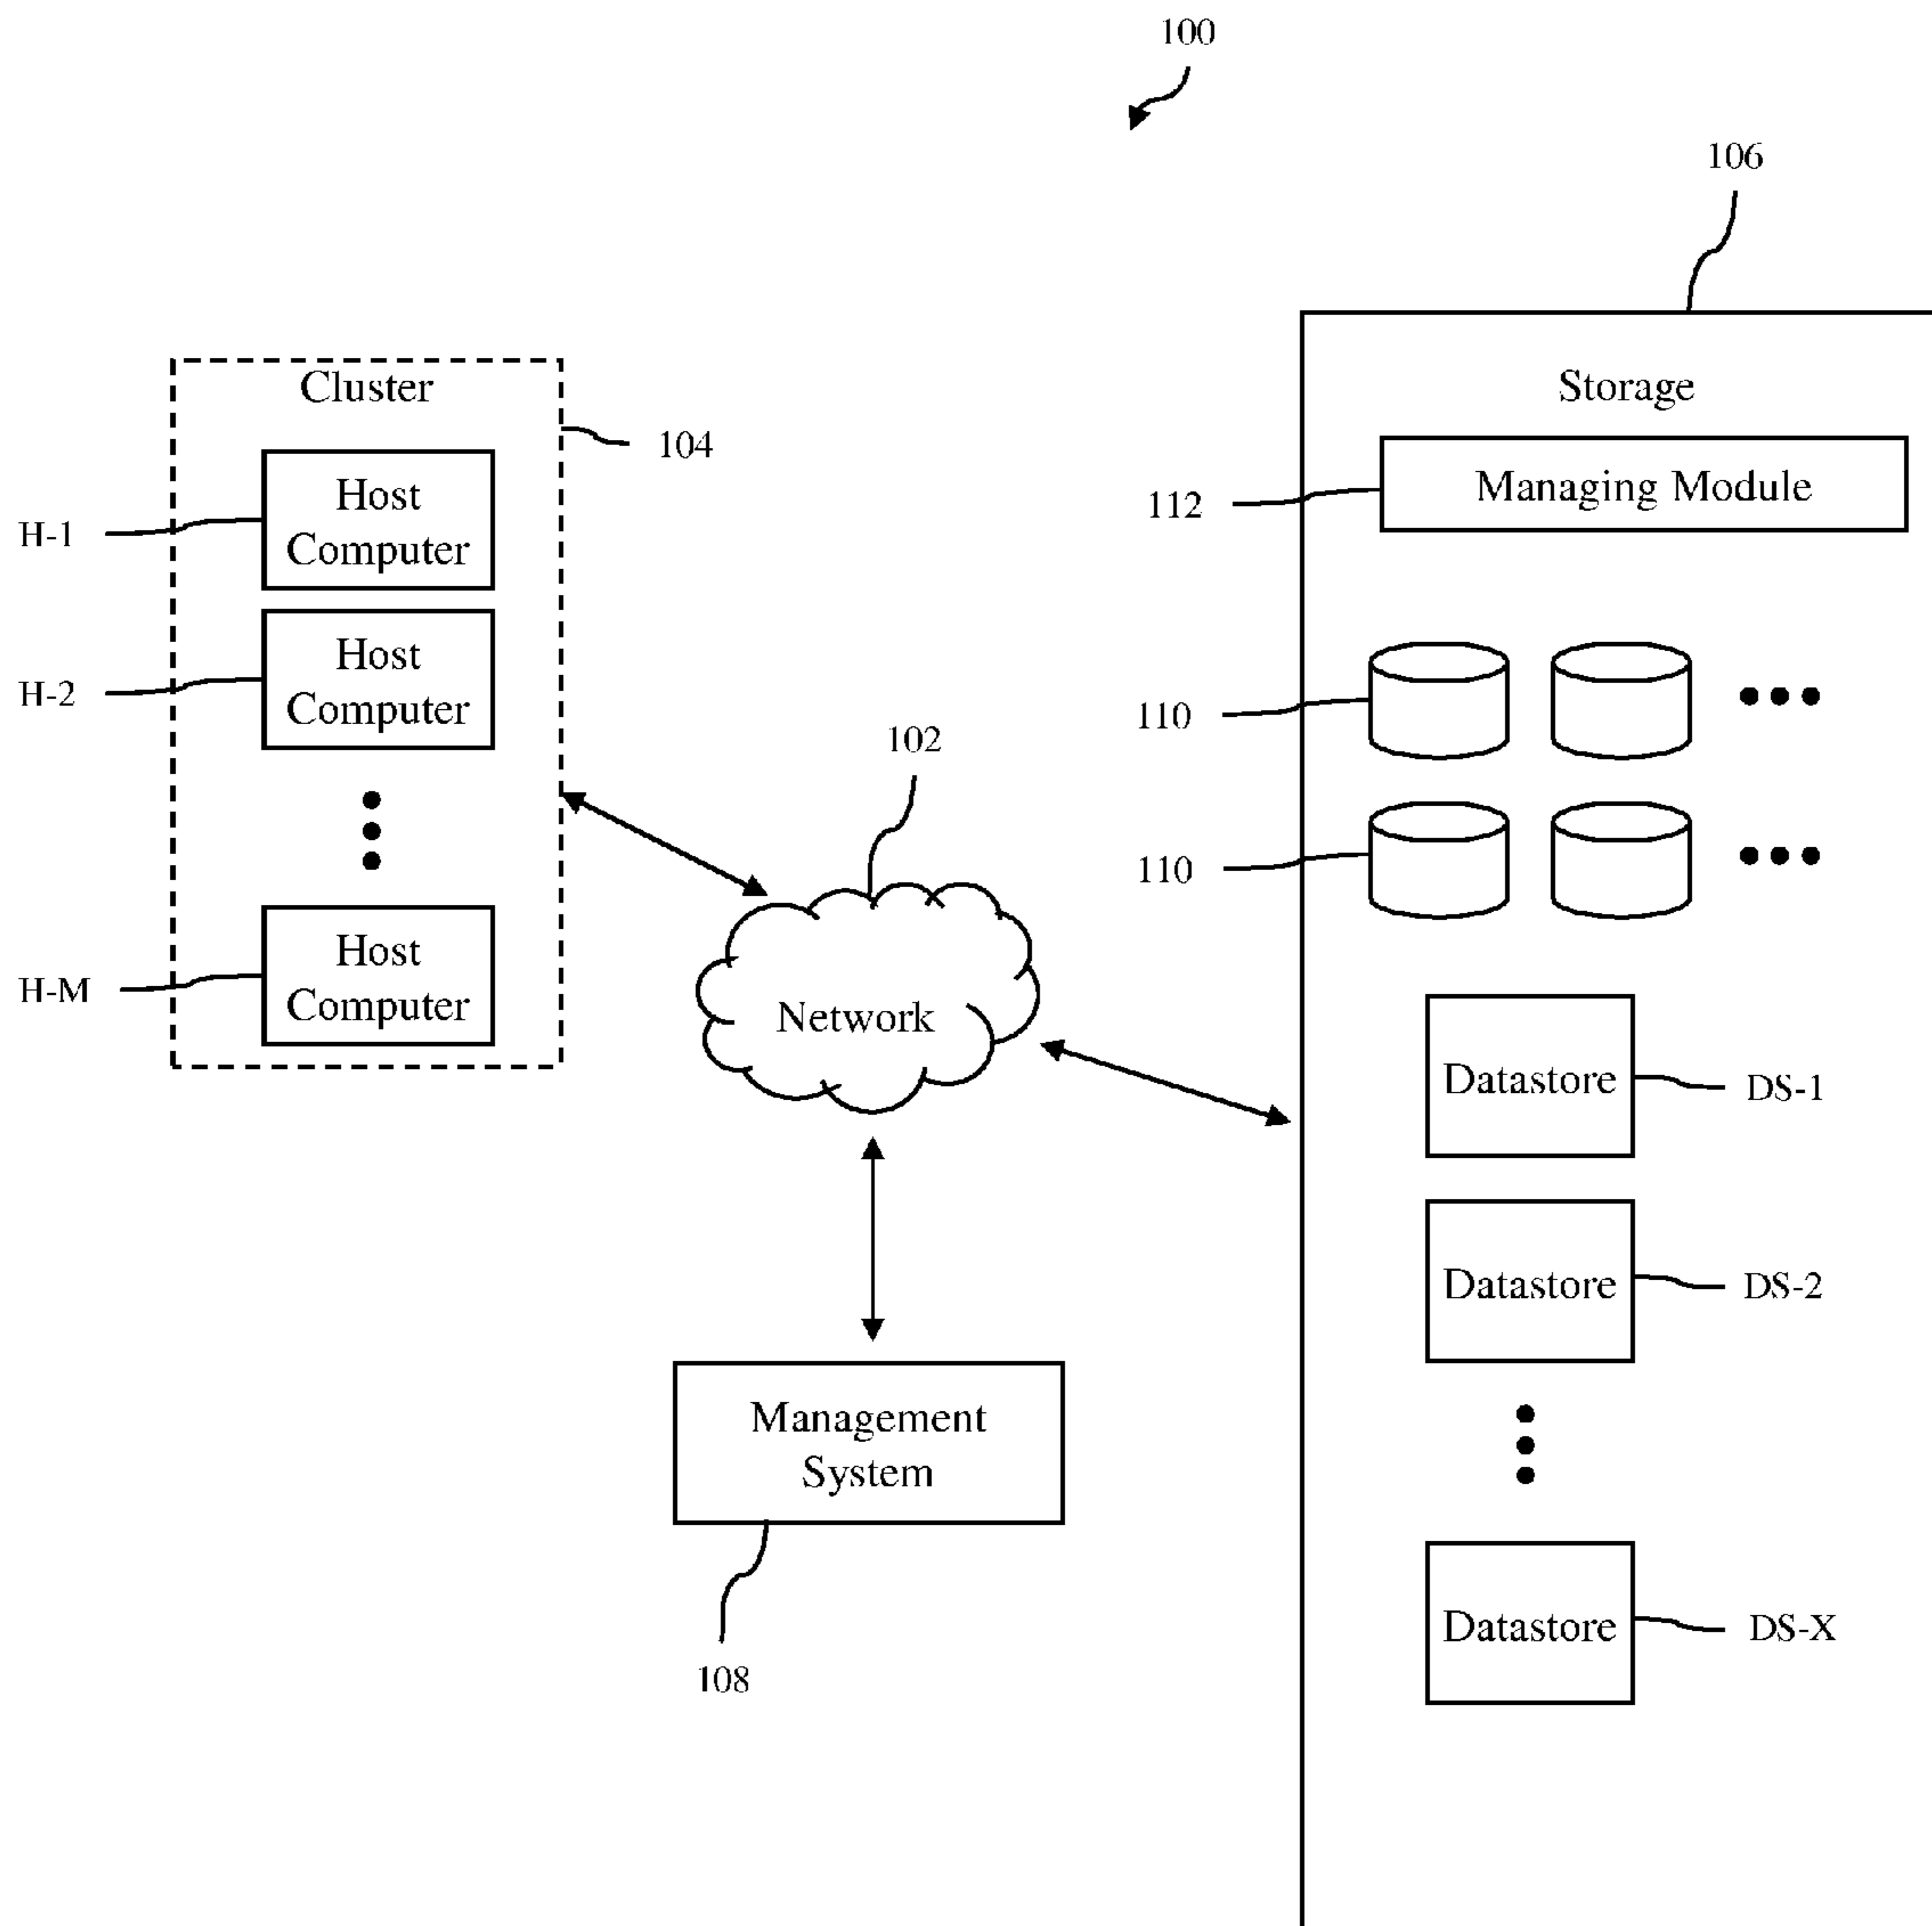 100
106
Cluster
104
Host
Computer
H-1
Host
Computer
H-2
Host
Computer
H-M
102
Network
Management
System
108
Storage
Managing Module
112
110
110
Datastore
DS-1
Datastore
DS-2
Datastore
DS-X